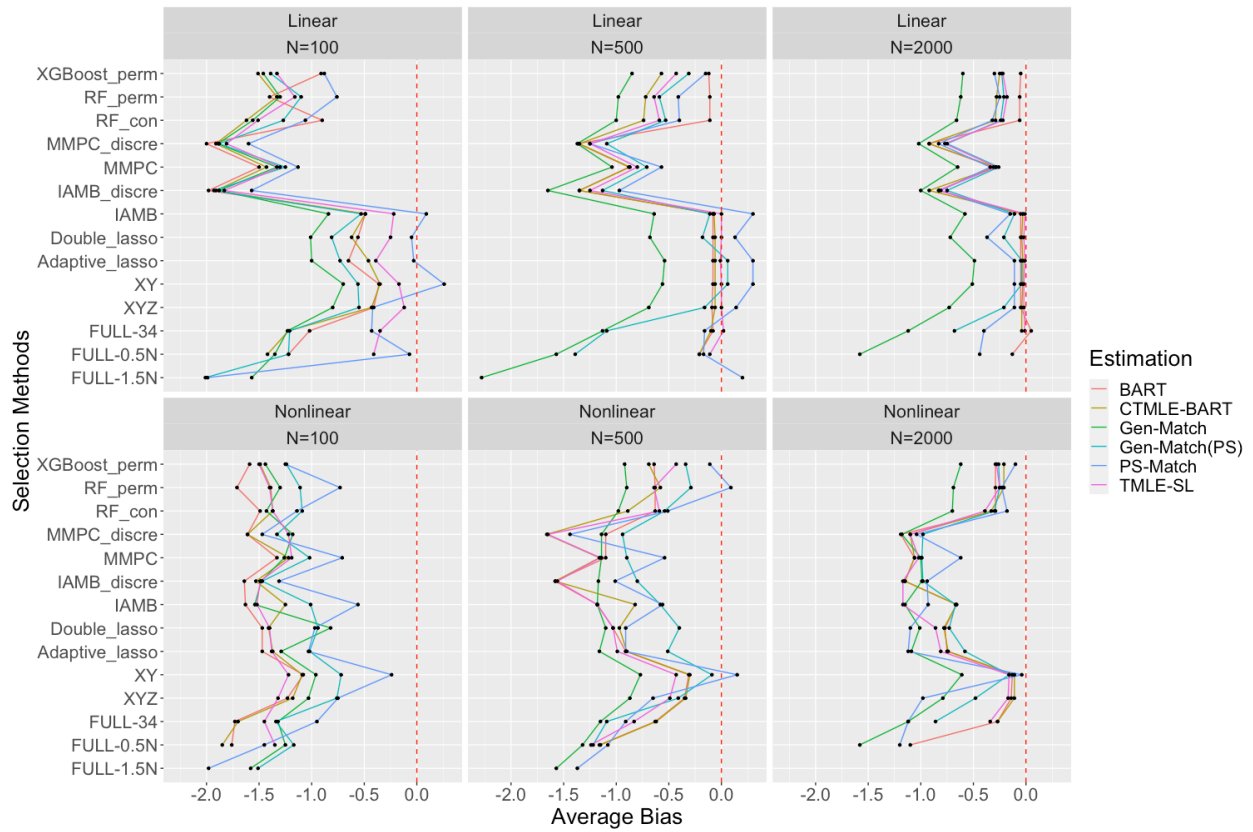 Linear
Linear
Linear
N=100
N=500
N=2000
XGBoost_perm
RF_perm
RF_con
MMPC_discre
MMPC
IAMB_discre
IAMB
Double_lasso
Adaptive_lasso
XY
XYZ
FULL-34
FULL-0.5N
FULL-1.5N
Nonlinear
Nonlinear
Nonlinear
N=100
N=500
N=2000
XGBoost_perm
RF_perm
RF_con
MMPC_discre
MMPC
IAMB_discre
IAMB
Double_lasso
Adaptive_lasso
XY
XYZ
FULL-34
FULL-0.5N
FULL-1.5N
-2.0 -1.5 -1.0 -0.5 0.0
-2.0 -1.5 -1.0 -0.5 0.0
-2.0 -1.5 -1.0 -0.5 0.0
Average Bias
Selection Methods
Estimation
BART
CTMLE-BART
Gen-Match
Gen-Match(PS)
PS-Match
TMLE-SL